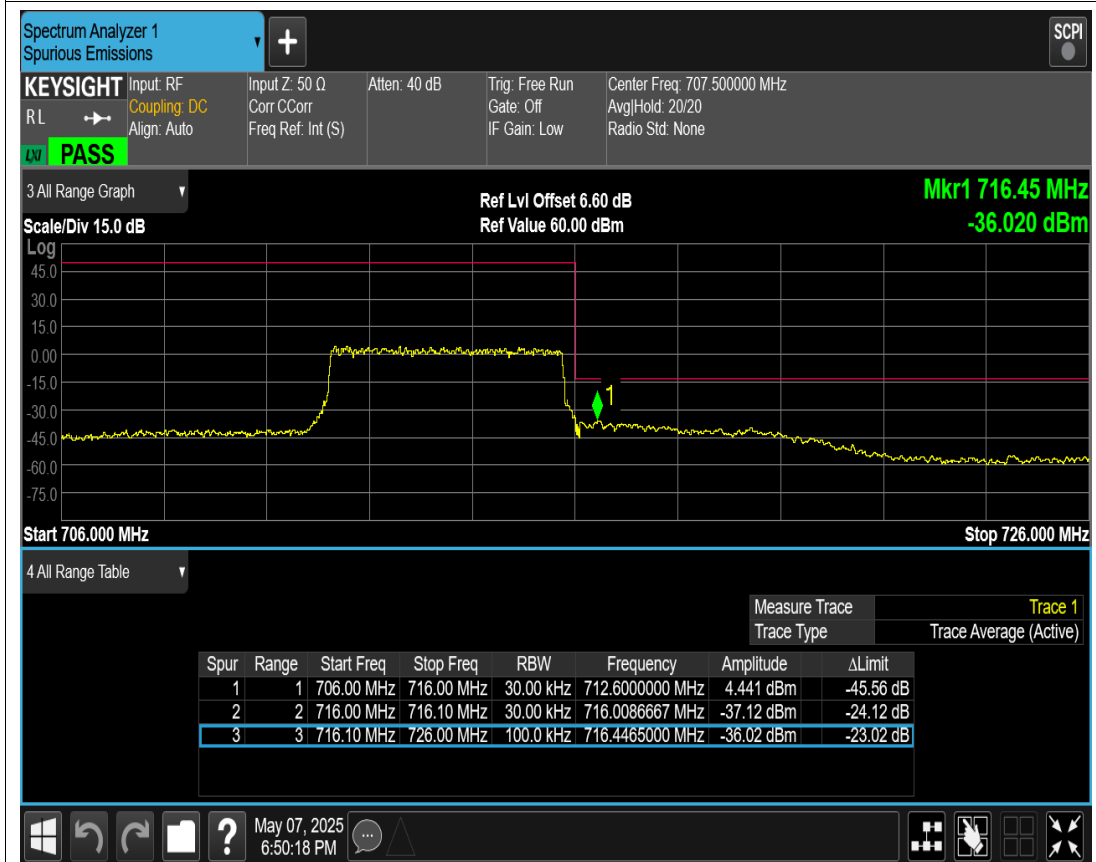 Spectrum Analyzer 1
Spurious Emissions
+
SCPI
KEYSIGHT
RL
LXI PASS
Input: RF
Coupling: DC
Align: Auto
Input Z: 50 Ω
Corr CCorr
Freq Ref: Int (S)
Atten: 40 dB
Trig: Free Run
Gate: Off
IF Gain: Low
Center Freq: 707.500000 MHz
Avg|Hold: 20/20
Radio Std: None
3 All Range Graph
Scale/Div 15.0 dB
Ref Lvl Offset 6.60 dB
Ref Value 60.00 dBm
Mkr1 716.45 MHz
-36.020 dBm
Log
45.0
30.0
15.0
0.00
-15.0
-30.0
-45.0
-60.0
-75.0
1
Start 706.000 MHz
Stop 726.000 MHz
4 All Range Table
Measure Trace Trace 1
Trace Type Trace Average (Active)
Spur Range Start Freq Stop Freq RBW Frequency Amplitude ΔLimit
1 1 706.00 MHz 716.00 MHz 30.00 kHz 712.6000000 MHz 4.441 dBm -45.56 dB
2 2 716.00 MHz 716.10 MHz 30.00 kHz 716.0086667 MHz -37.12 dBm -24.12 dB
3 3 716.10 MHz 726.00 MHz 100.0 kHz 716.4465000 MHz -36.02 dBm -23.02 dB
?
May 07, 2025
6:50:18 PM